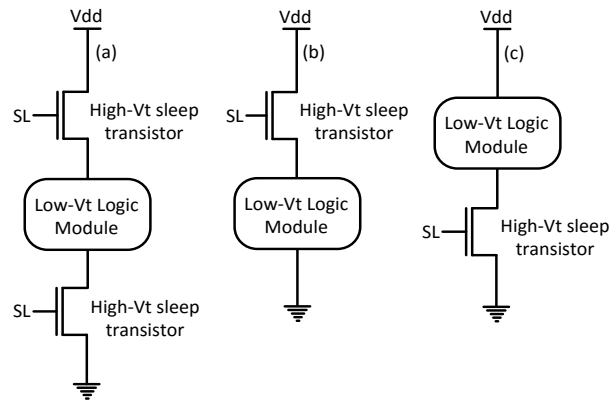 Vdd
(a)
SL
High-Vt sleep
transistor
Low-Vt Logic
Module
SL
High-Vt sleep
transistor
Vdd
(b)
SL
High-Vt sleep
transistor
Low-Vt Logic
Module
Vdd
(c)
Low-Vt Logic
Module
SL
High-Vt sleep
transistor